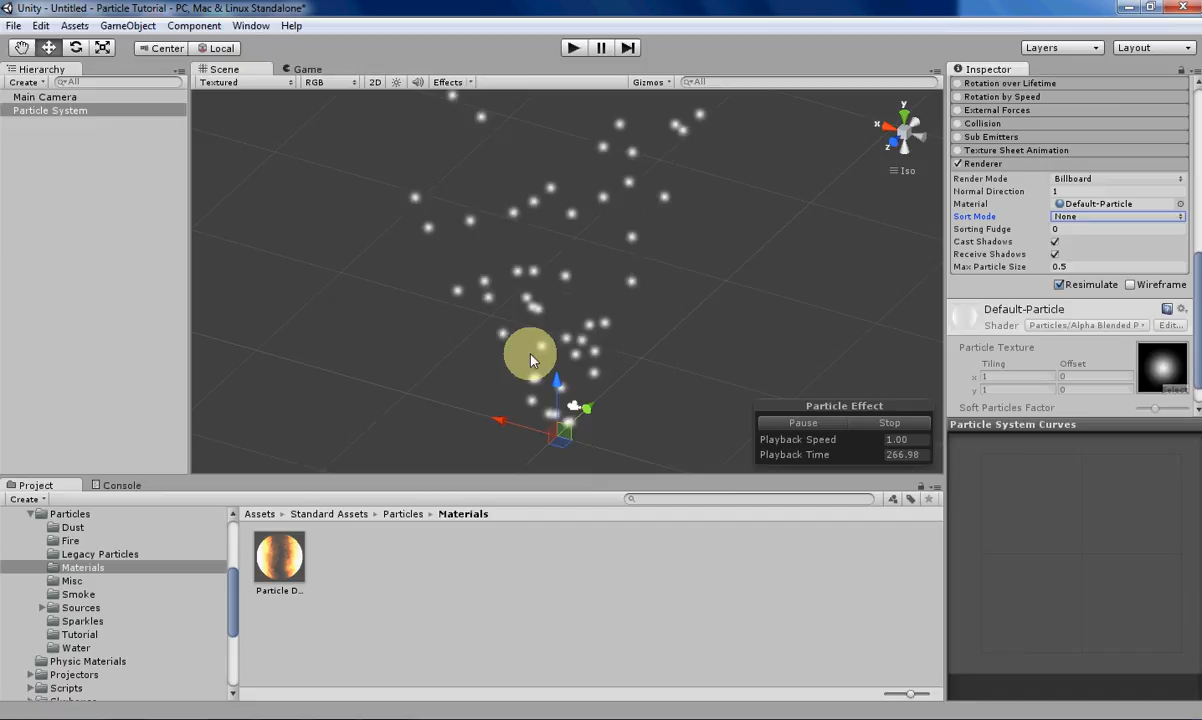 Unity - Untitled - Particle Tutorial - PC, Mac & Linux Standalone*
File Edit Assets GameObject Component Window Help
Center Local Layers Layout
Hierarchy
Create All
Main Camera
Particle System
Scene Game
Textured RGB 2D Effects Gizmos All
y
x
z
Iso
Particle Effect
Pause Stop
Playback Speed 1.00
Playback Time 266.98
Inspector
Rotation over Lifetime
Rotation by Speed
External Forces
Collision
Sub Emitters
Texture Sheet Animation
Renderer
Render Mode Billboard
Normal Direction 1
Material Default-Particle
Sort Mode None
Sorting Fudge 0
Cast Shadows
Receive Shadows
Max Particle Size 0.5
Resimulate Wireframe
Default-Particle
Shader Particles/Alpha Blended P Edit...
Particle Texture
Tiling Offset
x 1 0
y 1 0
Select
Soft Particles Factor
Particle System Curves
Project Console
Create
Particles
Dust
Fire
Legacy Particles
Materials
Misc
Smoke
Sources
Sparkles
Tutorial
Water
Physic Materials
Projectors
Scripts
Assets Standard Assets Particles Materials
Particle D...